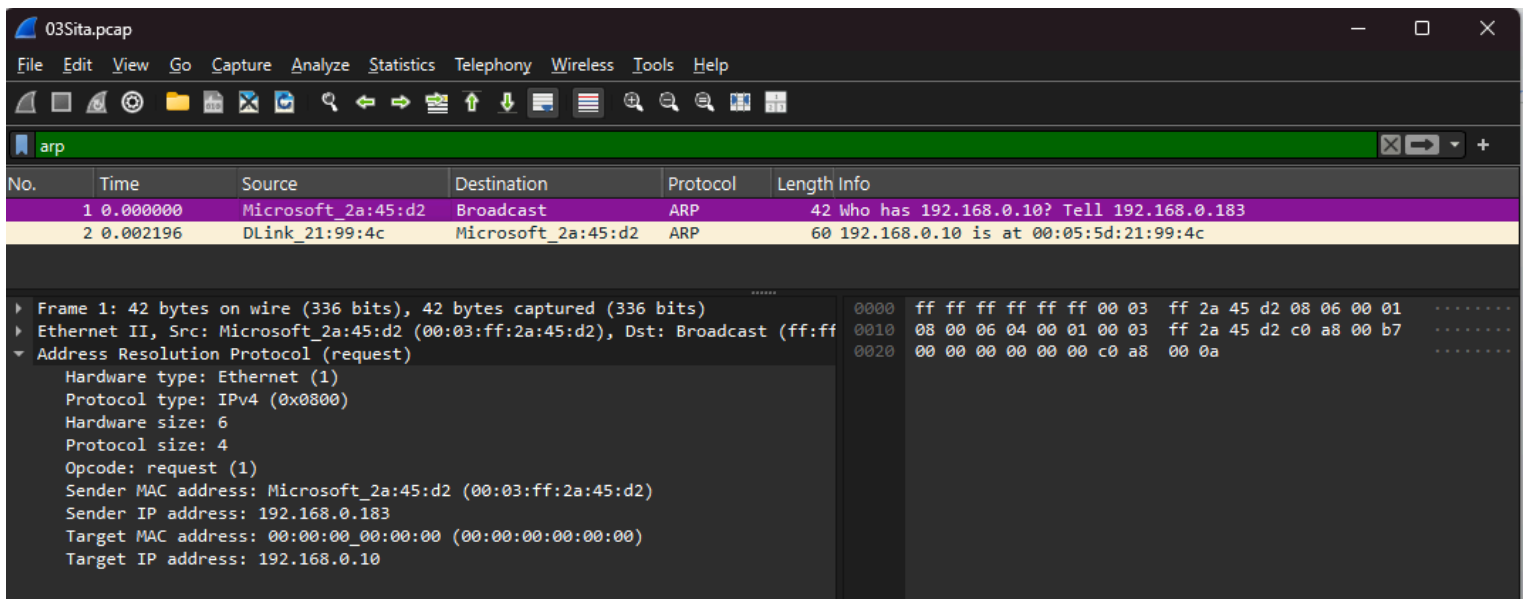 03Sita.pcap
File Edit View Go Capture Analyze Statistics Telephony Wireless Tools Help
arp
No. Time Source Destination Protocol Length Info
1 0.000000 Microsoft_2a:45:d2 Broadcast ARP 42 Who has 192.168.0.10? Tell 192.168.0.183
2 0.002196 DLink_21:99:4c Microsoft_2a:45:d2 ARP 60 192.168.0.10 is at 00:05:5d:21:99:4c
Frame 1: 42 bytes on wire (336 bits), 42 bytes captured (336 bits)
Ethernet II, Src: Microsoft_2a:45:d2 (00:03:ff:2a:45:d2), Dst: Broadcast (ff:ff
Address Resolution Protocol (request)
Hardware type: Ethernet (1)
Protocol type: IPv4 (0x0800)
Hardware size: 6
Protocol size: 4
Opcode: request (1)
Sender MAC address: Microsoft_2a:45:d2 (00:03:ff:2a:45:d2)
Sender IP address: 192.168.0.183
Target MAC address: 00:00:00_00:00:00 (00:00:00:00:00:00)
Target IP address: 192.168.0.10
0000 ff ff ff ff ff ff 00 03 ff 2a 45 d2 08 06 00 01 ········
0010 08 00 06 04 00 01 00 03 ff 2a 45 d2 c0 a8 00 b7 ········
0020 00 00 00 00 00 00 c0 a8 00 0a ········